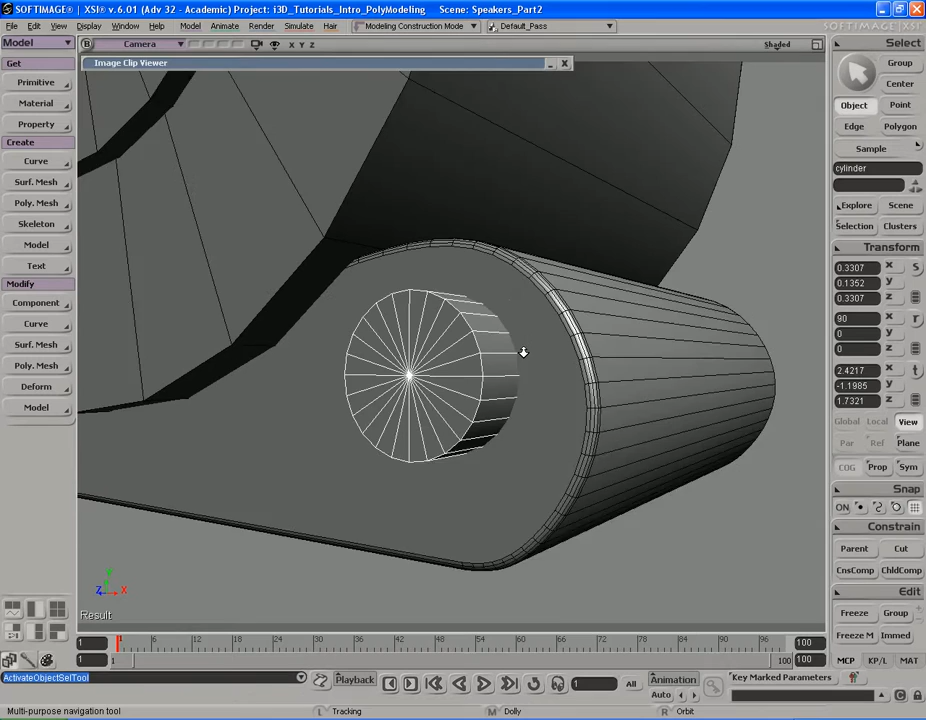 SOFTIMAGE® | XSI® v.6.01 (Adv 32 - Academic) Project: i3D_Tutorials_Intro_PolyModeling    Scene: Speakers_Part2
File Edit Display Window Help Model Animate Render Simulate Hair Modeling Construction Mode Default_Pass SOFTIMAGE|XSI
Model
Get
Primitive
Material
Property
Create
Curve
Surf. Mesh
Poly. Mesh
Skeleton
Model
Text
Modify
Component
Curve
Surf. Mesh
Poly. Mesh
Deform
Model
B Camera X Y Z Shaded
Image Clip Viewer
Y
Z X
Result
Select
Group
Center
Object Point
Edge Polygon
Sample
cylinder
Explore Scene
Selection Clusters
Transform
0.3307 x s
0.1352 y
0.3307 z
90 x r
0 y
0 z
2.4217 x t
-1.1985 y
1.7321 z
Global Local View
Par Ref Plane
COG Prop Sym
Snap
ON
Constrain
Parent Cut
CnsComp ChldComp
Edit
Freeze Group
Freeze M Immed
MCP KP/L MAT
1 1 6 12 18 24 30 36 42 48 54 60 66 72 78 84 90 96 100
1 1 100 100
ActivateObjectSelTool Playback 1 All Animation Key Marked Parameters
Auto
Multi-purpose navigation tool L Tracking M Dolly R Orbit